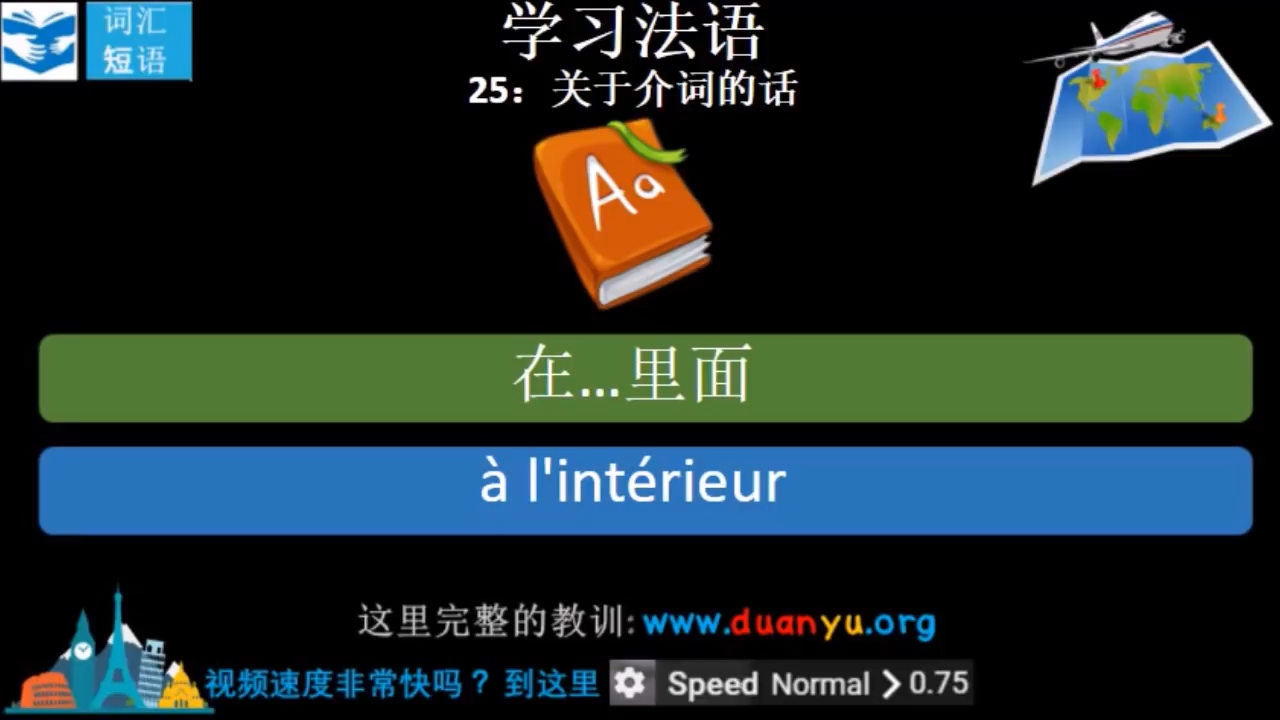 词汇
短语
学习法语
25：关于介词的话
Aa
在...里面
à l'intérieur
这里完整的教训: www.duanyu.org
视频速度非常快吗？ 到这里 Speed Normal > 0.75